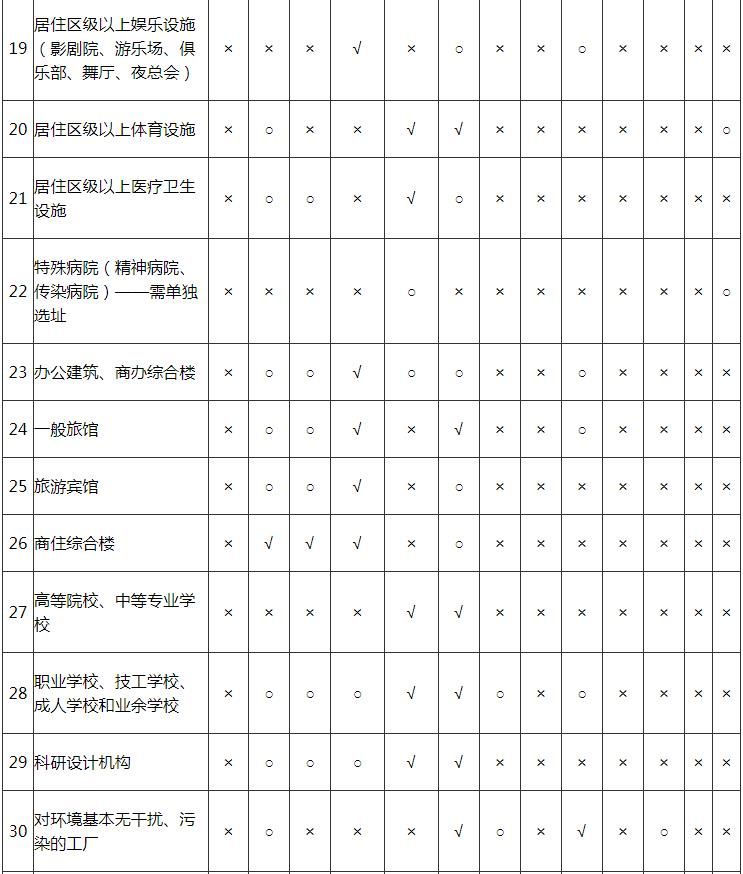 居住区级以上娱乐设施
19 （影剧院、游乐场、俱 × × × √ × ○ × × ○ × × × ×
乐部、舞厅、夜总会）
20 居住区级以上体育设施 × ○ × × √ √ × × × × × × ○
居住区级以上医疗卫生
21 × ○ ○ × √ ○ × × × × × × ×
设施
特殊病院（精神病院、
22 传染病院）——需单独 × × × × ○ × × × × × × × ○
选址
23 办公建筑、商办综合楼 × ○ ○ √ ○ ○ × × ○ × × × ×
24 一般旅馆 × ○ ○ √ × √ × × ○ × × × ×
25 旅游宾馆 × ○ ○ √ × ○ × × × × × × ×
26 商住综合楼 × √ √ √ × ○ × × × × × × ×
高等院校、中等专业学
27 × × × × √ √ × × × × × × ×
校
职业学校、技工学校、
28 × ○ ○ ○ √ √ ○ × ○ × × × ×
成人学校和业余学校
29 科研设计机构 × ○ ○ ○ √ √ × × × × × × ×
对环境基本无干扰、污
30 × ○ × × × √ ○ × √ × ○ × ×
染的工厂